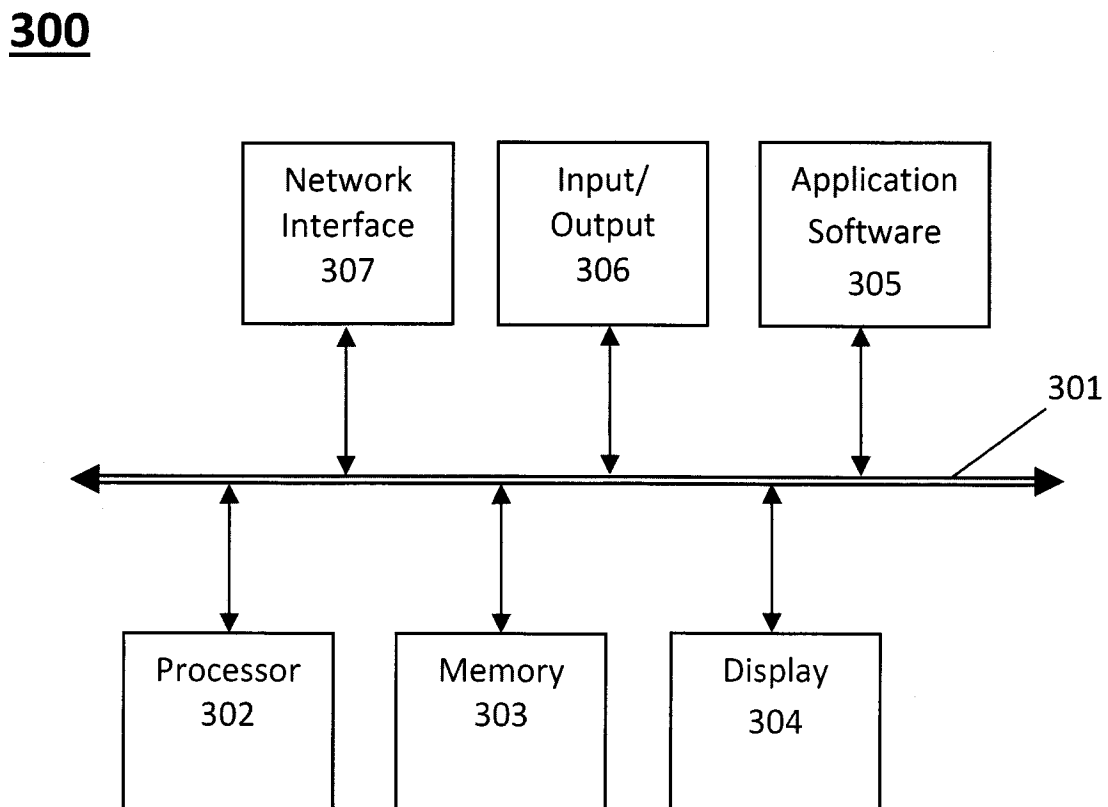 300
Network
Interface
307
Input/
Output
306
Application
Software
305
301
Processor
302
Memory
303
Display
304